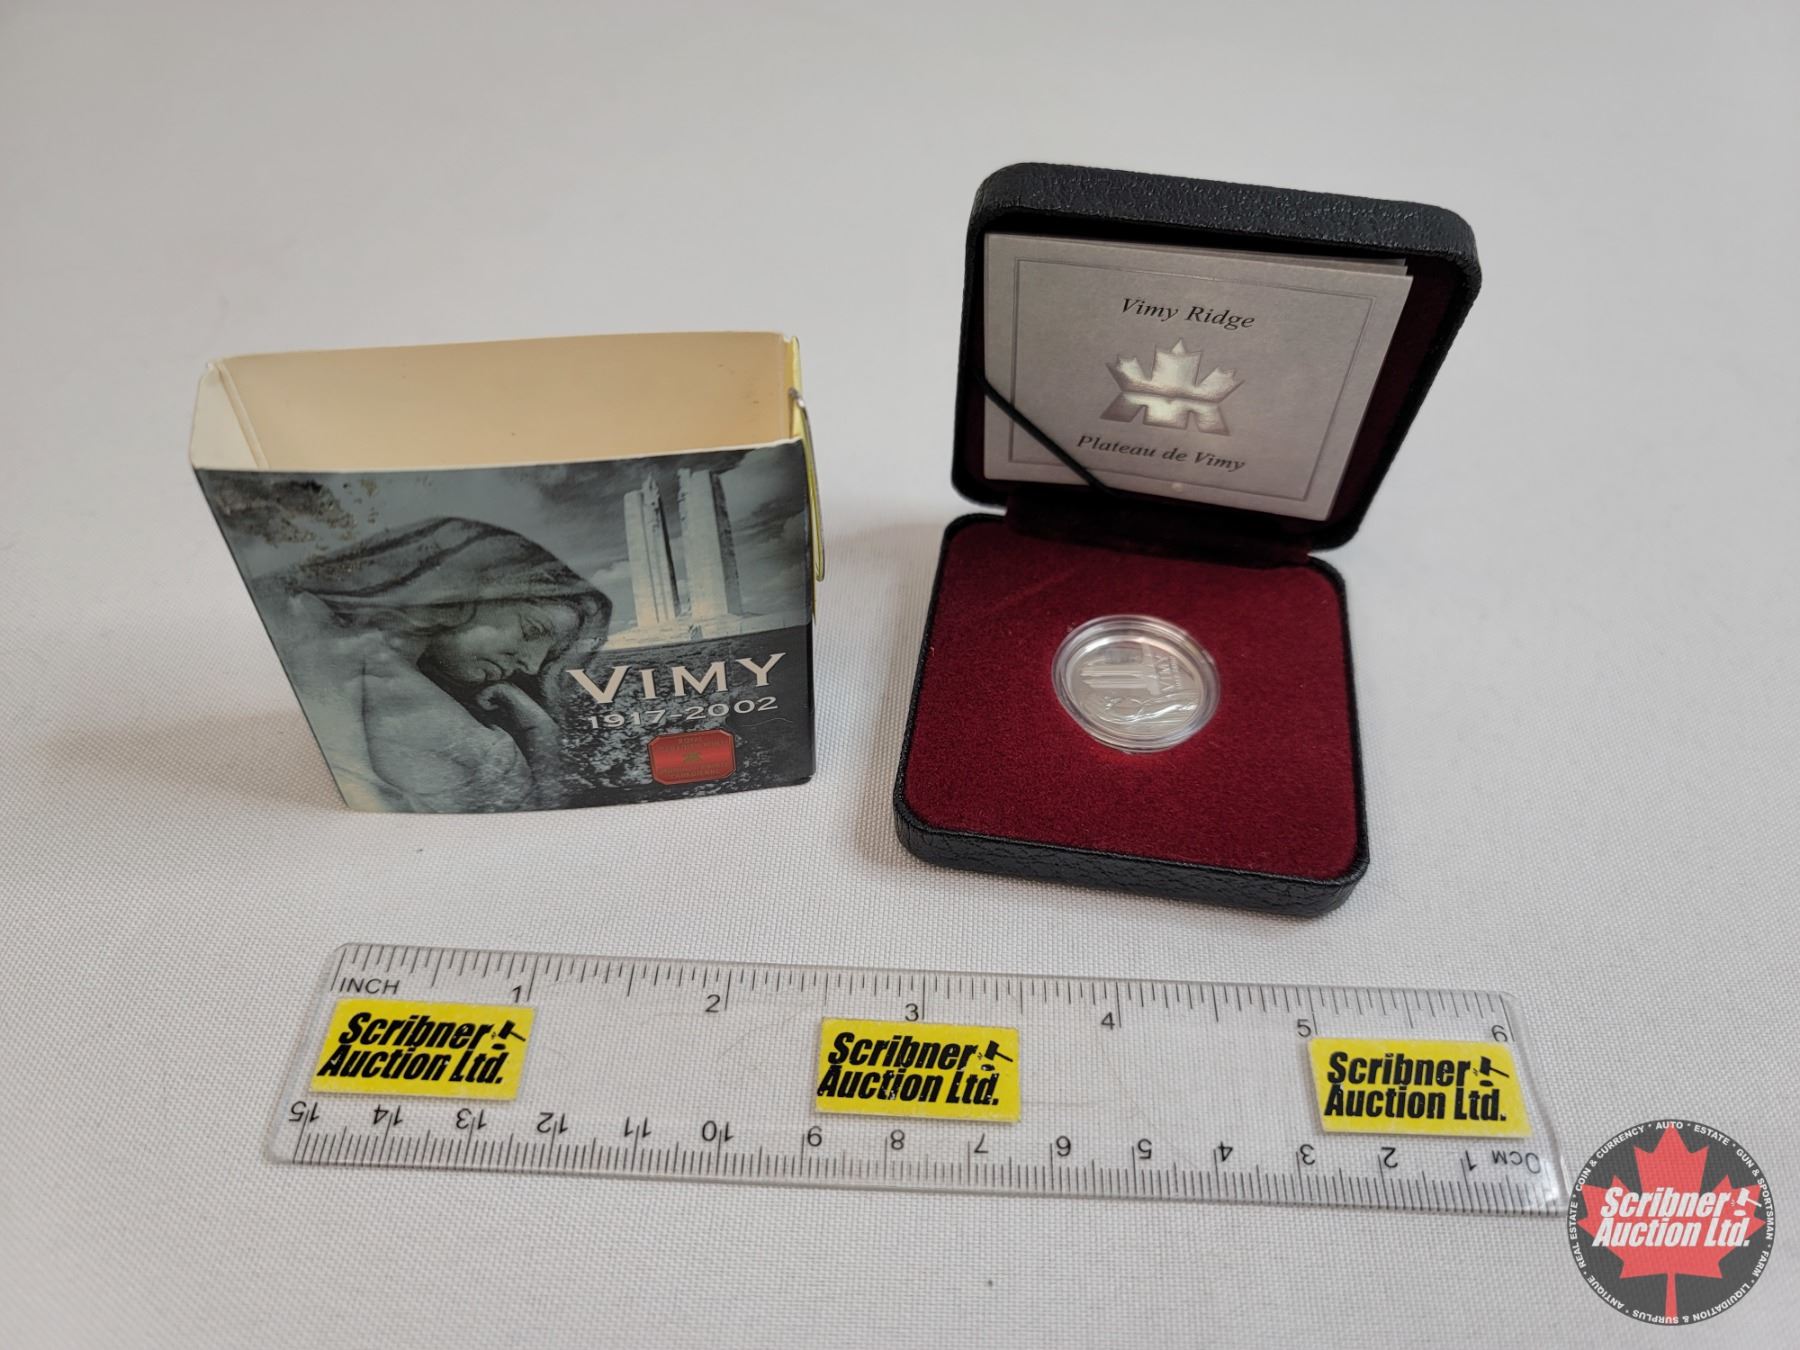 Vimy Ridge
Plateau de Vimy
VIMY
1917-2002
VIMY
INCH 1 2 3 4 5 6
Scribner
Auction Ltd.
Scribner
Auction Ltd.
Scribner
Auction Ltd.
15 14 13 12 11 10 9 8 7 6 5 4 3 2 1 0CM
COIN & CURRENCY • AUTO • ESTATE • GUN & SPORTSMAN • FARM • LIQUIDATION & SURPLUS • ANTIQUE • REAL ESTATE •
Scribner
Auction Ltd.